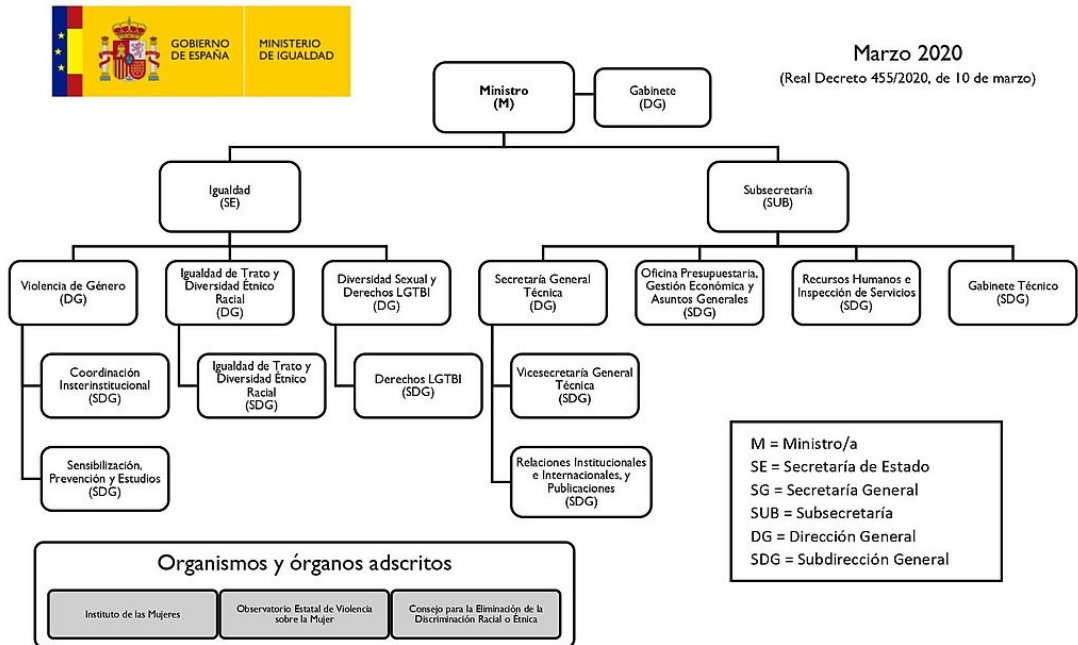 GOBIERNO
DE ESPAÑA
MINISTERIO
DE IGUALDAD
Marzo 2020
(Real Decreto 455/2020, de 10 de marzo)
Ministro
(M)
Gabinete
(DG)
Igualdad
(SE)
Subsecretaría
(SUB)
Violencia de Género
(DG)
Igualdad de Trato y
Diversidad Étnico
Racial
(DG)
Diversidad Sexual y
Derechos LGTBI
(DG)
Secretaría General
Técnica
(DG)
Oficina Presupuestaria,
Gestión Económica y
Asuntos Generales
(SDG)
Recursos Humanos e
Inspección de Servicios
(SDG)
Gabinete Técnico
(SDG)
Coordinación
Insterinstitucional
(SDG)
Igualdad de Trato y
Diversidad Étnico
Racial
(SDG)
Derechos LGTBI
(SDG)
Vicesecretaría General
Técnica
(SDG)
Sensibilización,
Prevención y Estudios
(SDG)
Relaciones Institucionales
e Internacionales, y
Publicaciones
(SDG)
M = Ministro/a
SE = Secretaría de Estado
SG = Secretaría General
SUB = Subsecretaría
DG = Dirección General
SDG = Subdirección General
Organismos y órganos adscritos
Instituto de las Mujeres
Observatorio Estatal de Violencia
sobre la Mujer
Consejo para la Eliminación de la
Discriminación Racial o Étnica